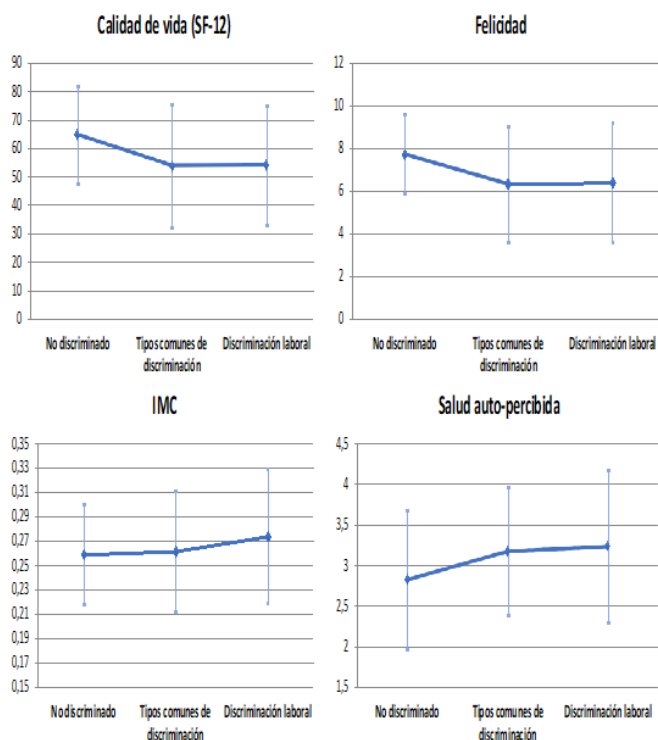 Calidad de vida (SF-12)
90
80
70
60
50
40
30
20
10
0
No discriminado
Tipos comunes de
discriminación
Discriminación laboral
Felicidad
12
10
8
6
4
2
0
No discriminado
Tipos comunes de
discriminación
Discriminación laboral
IMC
0,35
0,33
0,31
0,29
0,27
0,25
0,23
0,21
0,19
0,17
0,15
No discriminado
Tipos comunes de
discriminación
Discriminación laboral
Salud auto-percibida
4,5
4
3,5
3
2,5
2
1,5
No discriminado
Tipos comunes de
discriminación
Discriminación laboral